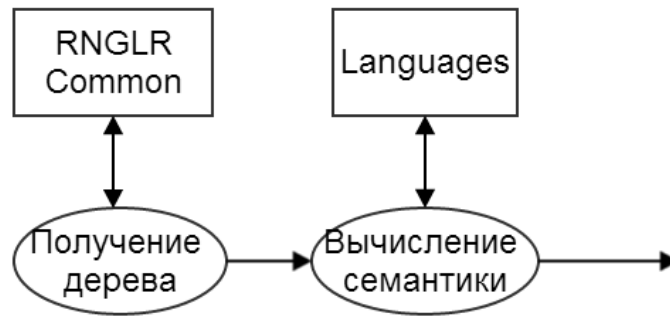 RNGLR
Common
Languages
Получение
дерева
Вычисление
семантики